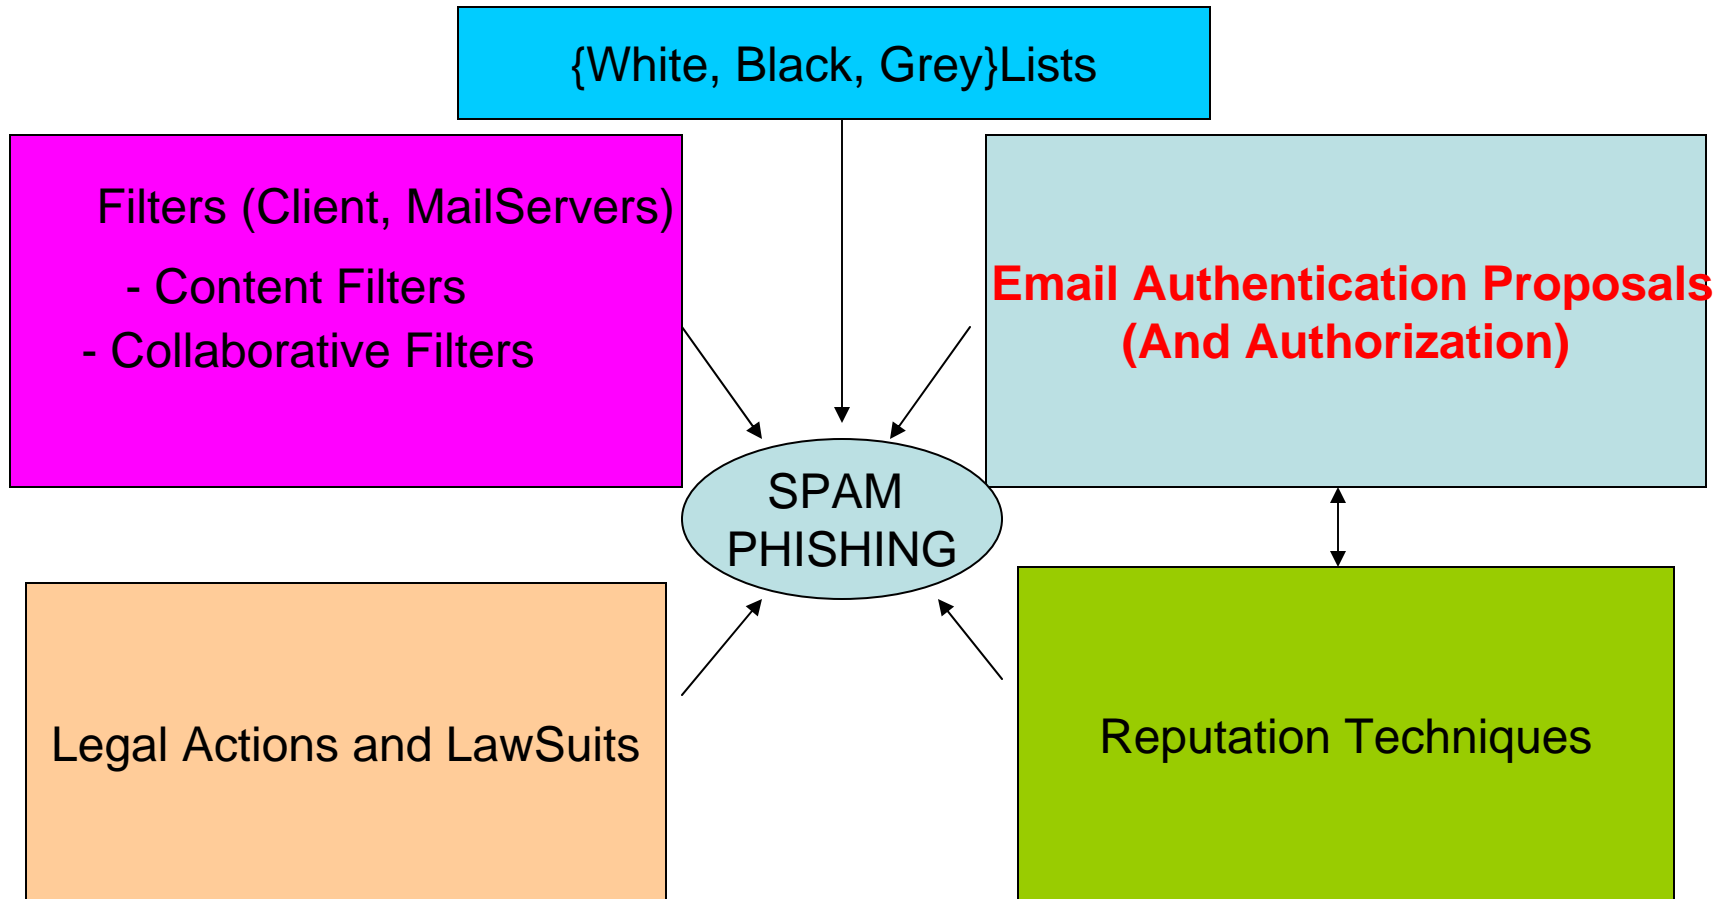 {White, Black, Grey}Lists
Filters (Client, MailServers)
- Content Filters
- Collaborative Filters
Email Authentication Proposals
(And Authorization)
SPAM
PHISHING
Legal Actions and LawSuits
Reputation Techniques